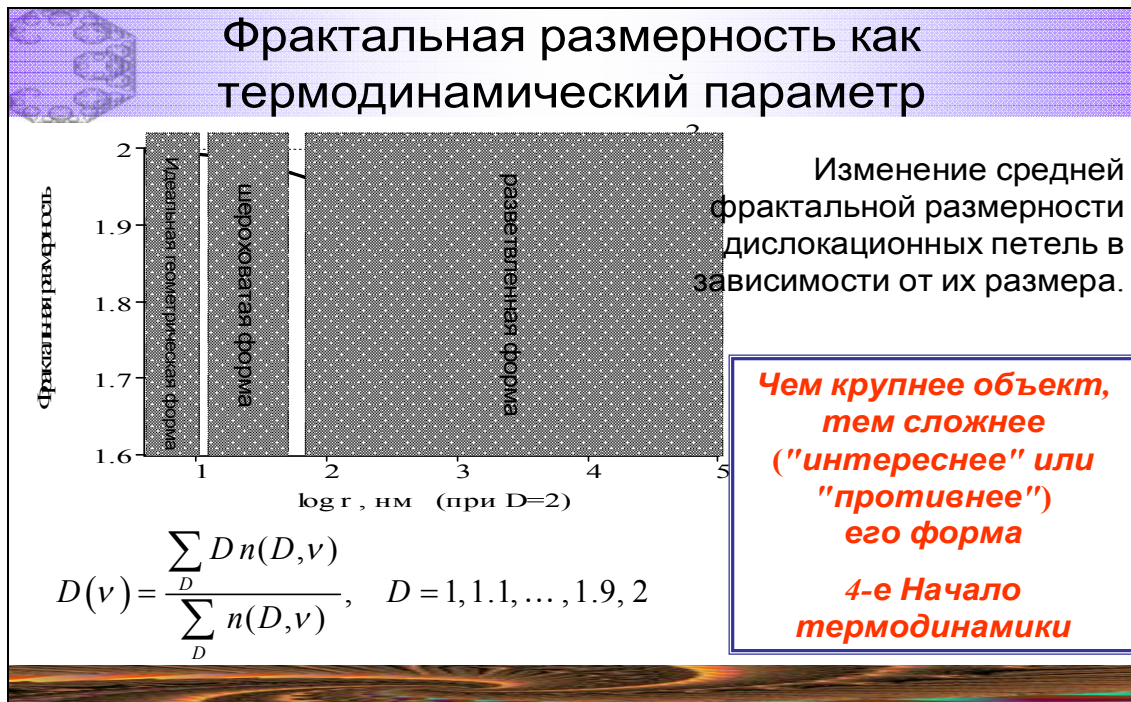 Фрактальная размерность как
термодинамический параметр
Изменение средней
фрактальной размерности
дислокационных петель в
зависимости от их размера.
Фрактальная размерность
2
1.9
1.8
1.7
1.6
Идеальная геометрическая форма
шероховатая форма
разветвленная форма
1 2 3 4 5
log r , нм (при D=2)
Чем крупнее объект,
тем сложнее
("интереснее" или
"противнее")
его форма
4-е Начало
термодинамики
D(ν) = ∑_D D n(D,ν) / ∑_D n(D,ν), D = 1, 1.1, … , 1.9, 2